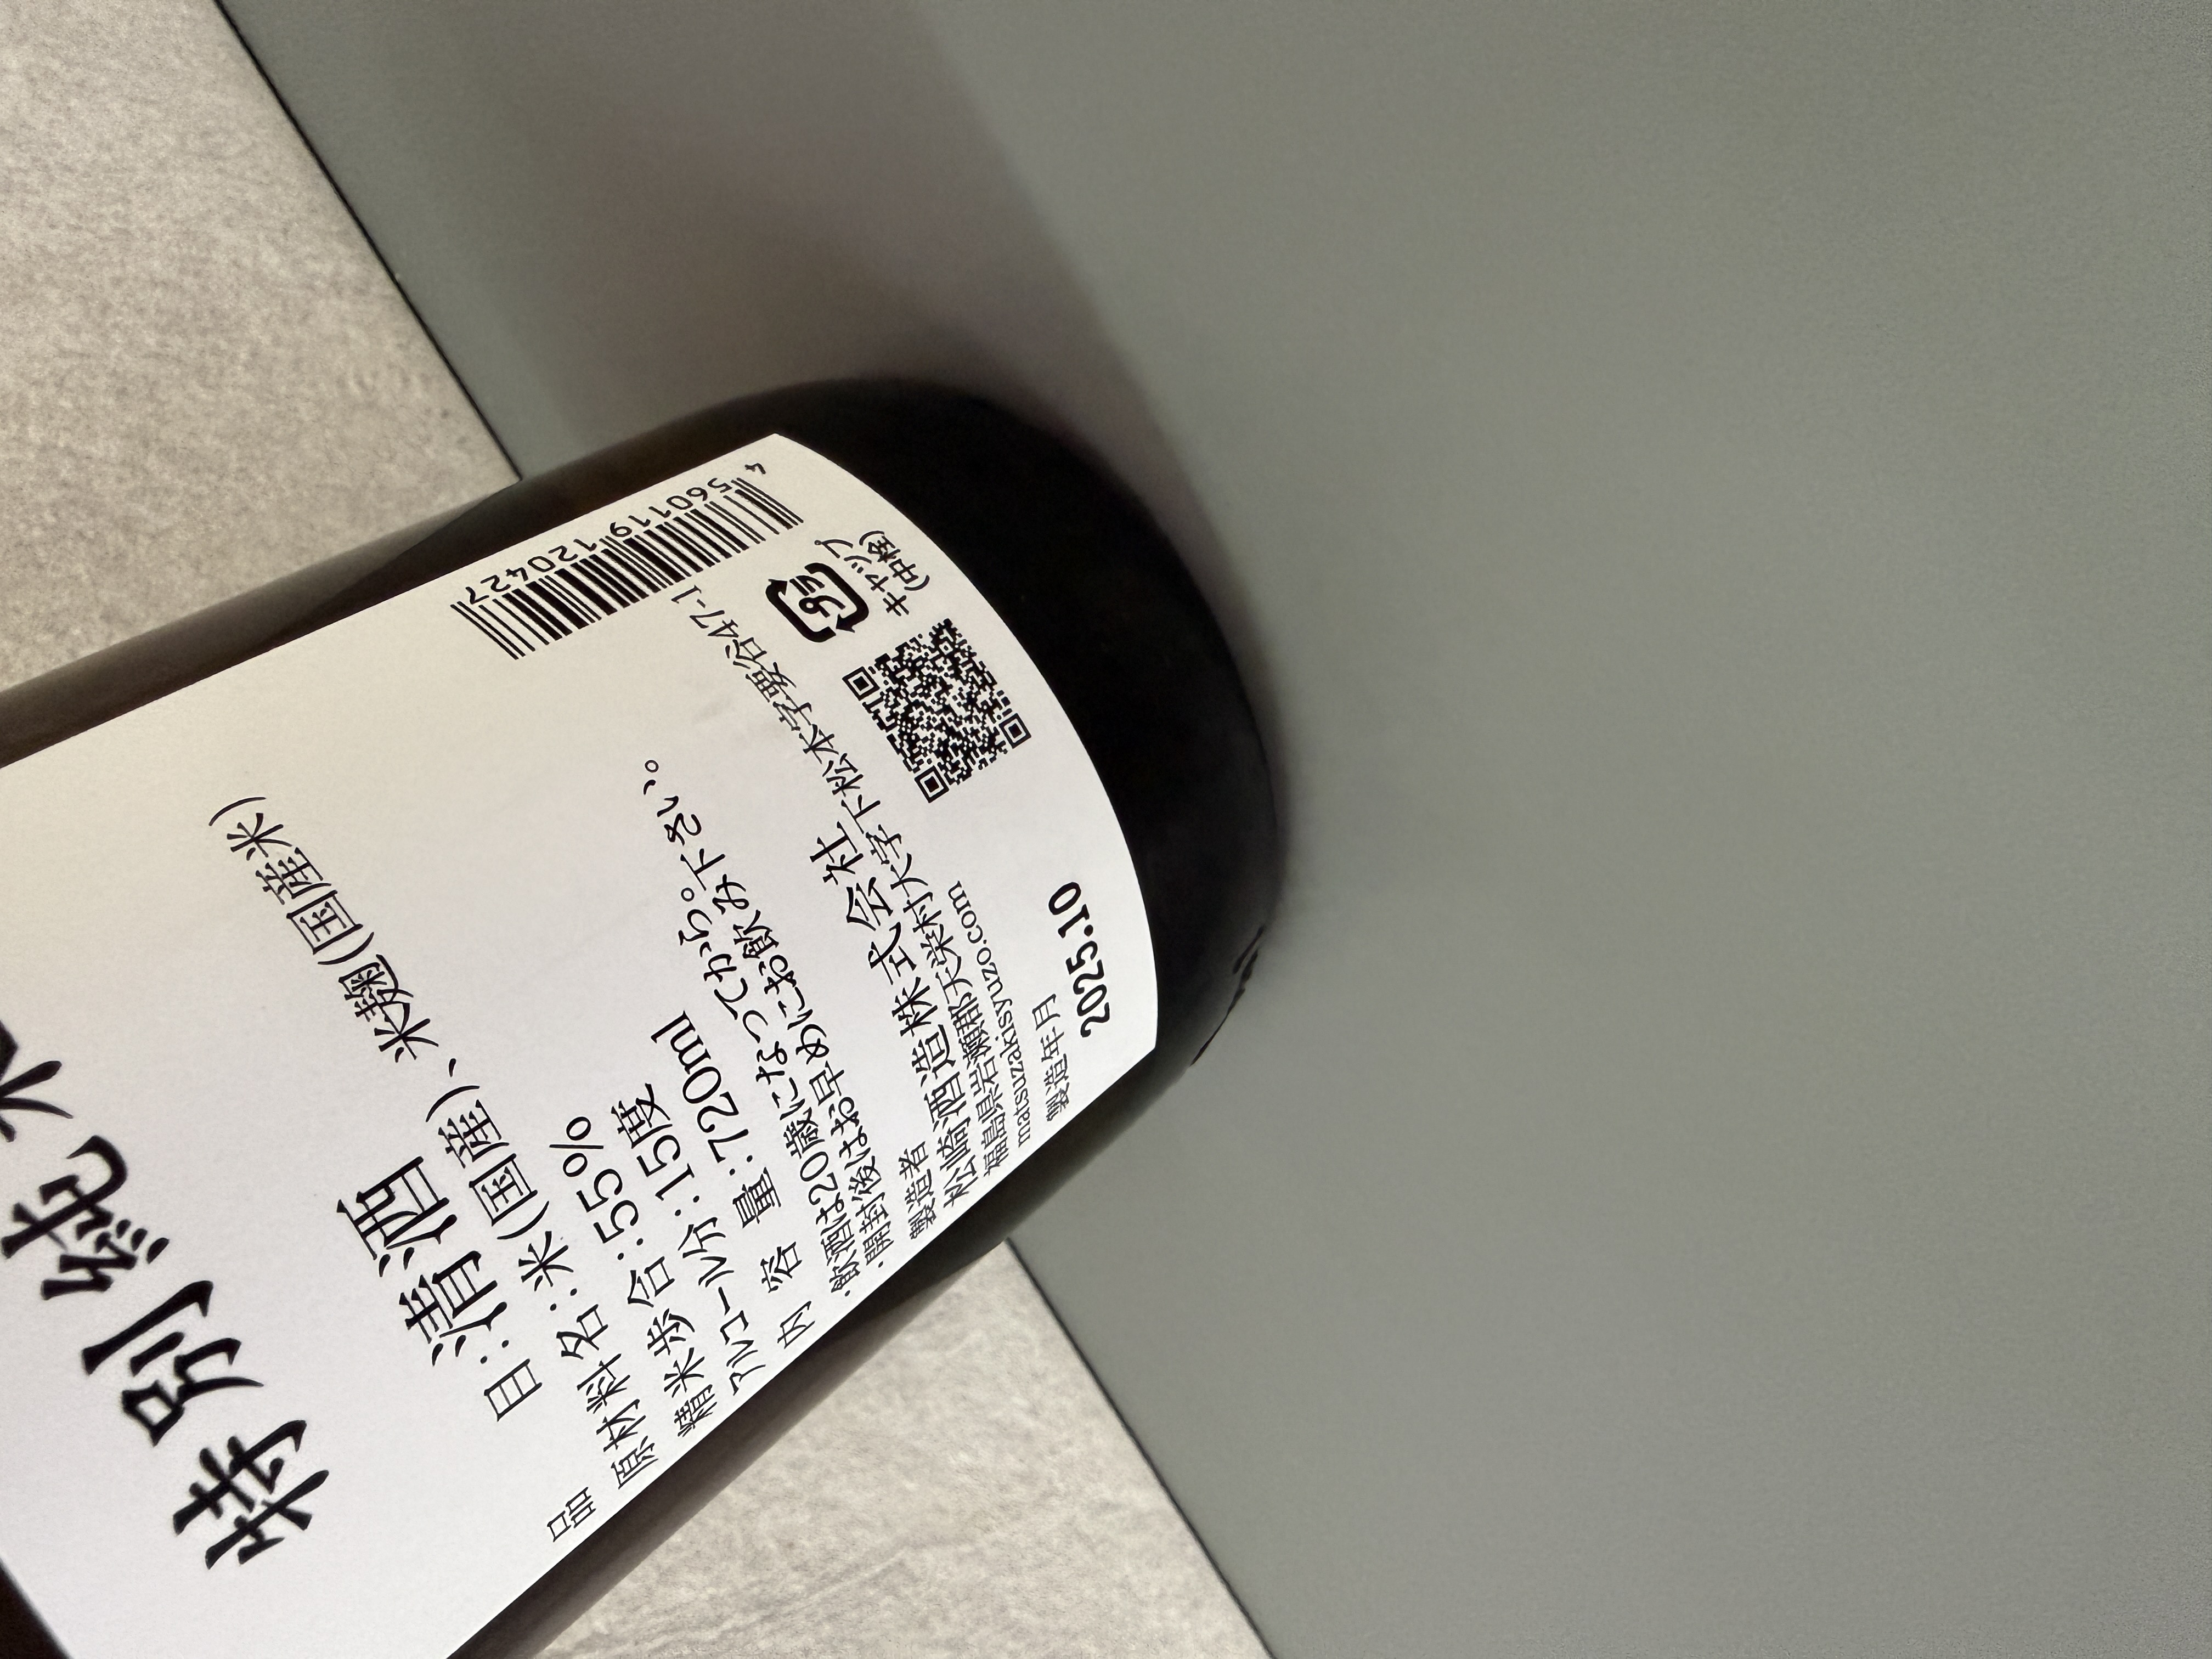 特別純米
品目:清酒
原材料名:米(国産)、米麹(国産米)
精米歩合:55%
アルコール分:15度
内容量:720ml
・飲酒は20歳になってから。
・開封後はお早めにお飲み下さい。
製造者
松崎酒造株式会社
福島県岩瀬郡天栄村大字下松本字要谷47-1
matsuzakisyuzo.com
製造年月
2025.10
4 560119 120427
プラ
キャップ
(中栓)